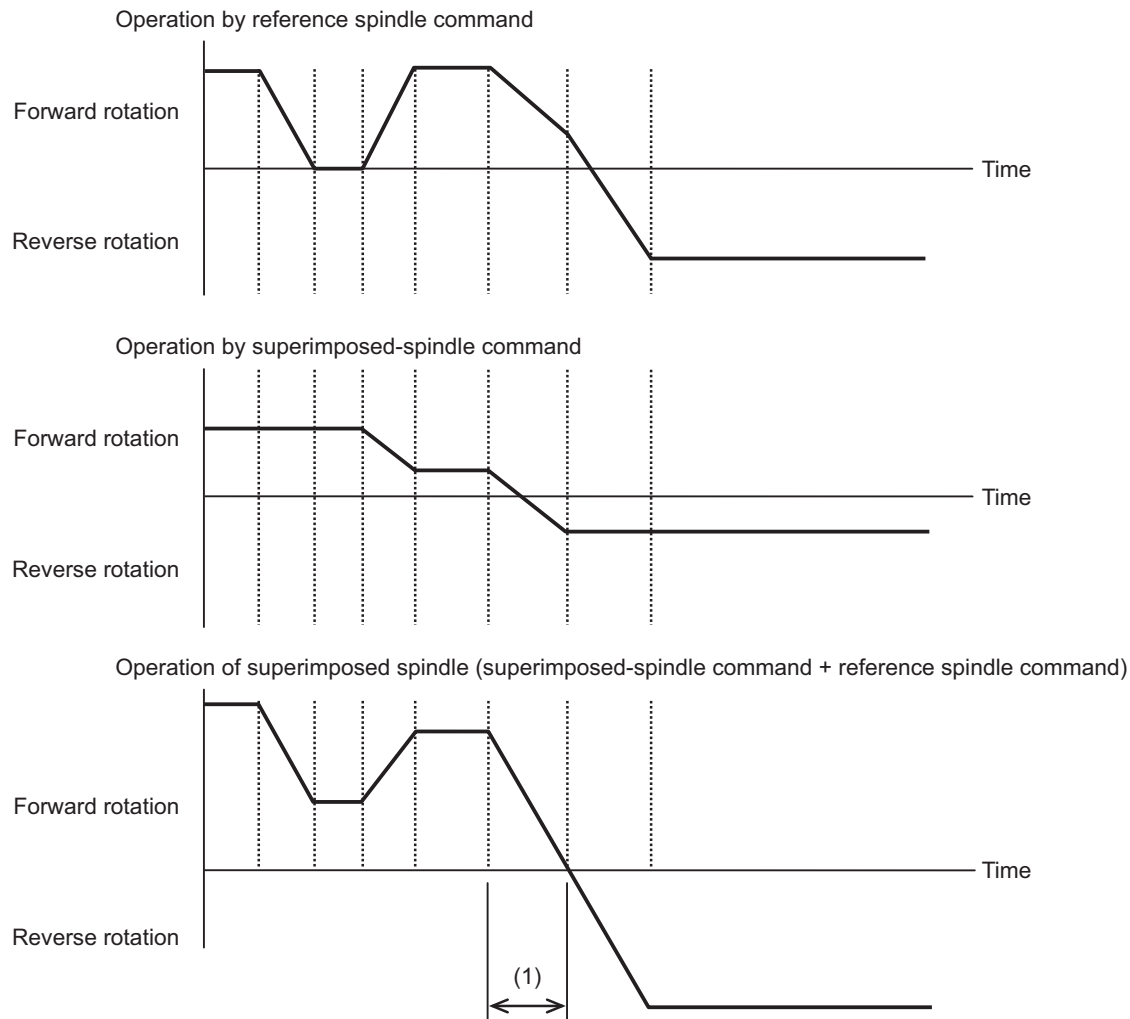 Operation by reference spindle command
Forward rotation
Time
Reverse rotation
Operation by superimposed-spindle command
Forward rotation
Time
Reverse rotation
Operation of superimposed spindle (superimposed-spindle command + reference spindle command)
Forward rotation
Time
Reverse rotation
(1)